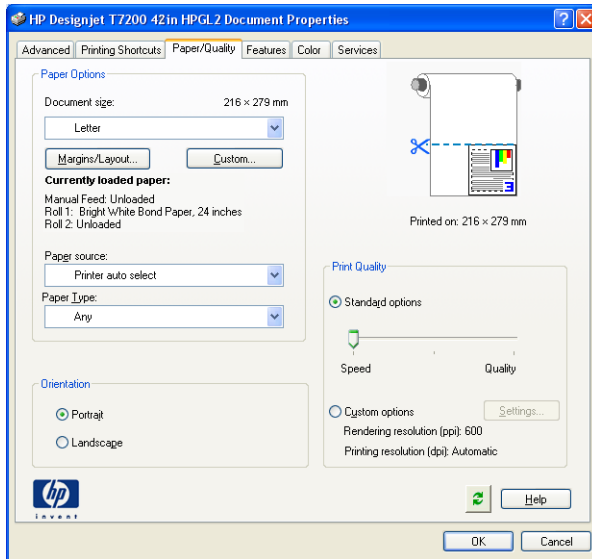 HP Designjet T7200 42in HPGL2 Document Properties
Advanced
Printing Shortcuts
Paper/Quality
Features
Color
Services
Paper Options
Document size: 216 × 279 mm
Letter
Margins/Layout...
Custom...
Currently loaded paper:
Manual Feed: Unloaded
Roll 1: Bright White Bond Paper, 24 inches
Roll 2: Unloaded
Paper source:
Printer auto select
Paper Type:
Any
Orientation
Portrait
Landscape
3
Printed on: 216 × 279 mm
Print Quality
Standard options
Speed
Quality
Custom options
Settings...
Rendering resolution (ppi): 600
Printing resolution (dpi): Automatic
hp
invent
Help
OK
Cancel